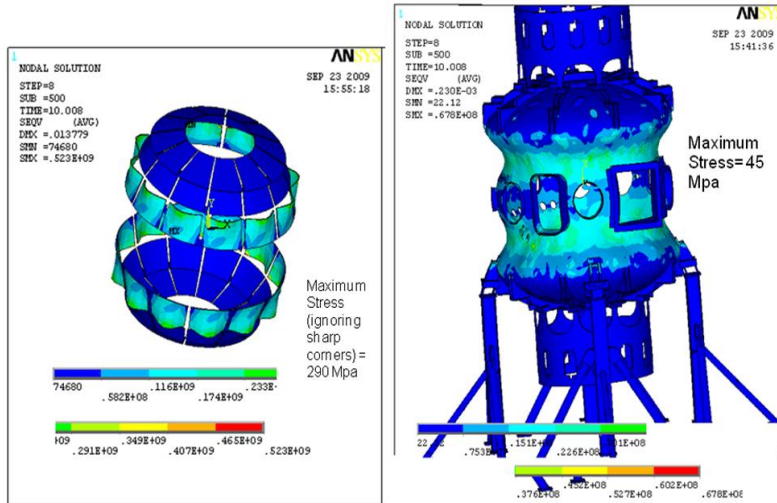 1
ANSYS
NODAL SOLUTION
SEP 23 2009
15:55:18
STEP=8
SUB =500
TIME=10.008
SEQV (AVG)
DMX =.013779
SMN =74680
SMX =.523E+09
MX
Y
X
Maximum
Stress
(ignoring
sharp
corners) =
290 Mpa
74680 .116E+09 .233E-
.582E+08 .174E+09
+09 .349E+09 .465E+09
.291E+09 .407E+09 .523E+09
1
ANSYS
NODAL SOLUTION
SEP 23 2009
15:41:36
STEP=8
SUB =500
TIME=10.008
SEQV (AVG)
DMX =.230E-03
SMN =22.12
SMX =.678E+08
Maximum
Stress= 45
Mpa
.151E+
.753E+ .226E+08
.452E+08 .602E+08
.376E+08 .527E+08 .678E+08